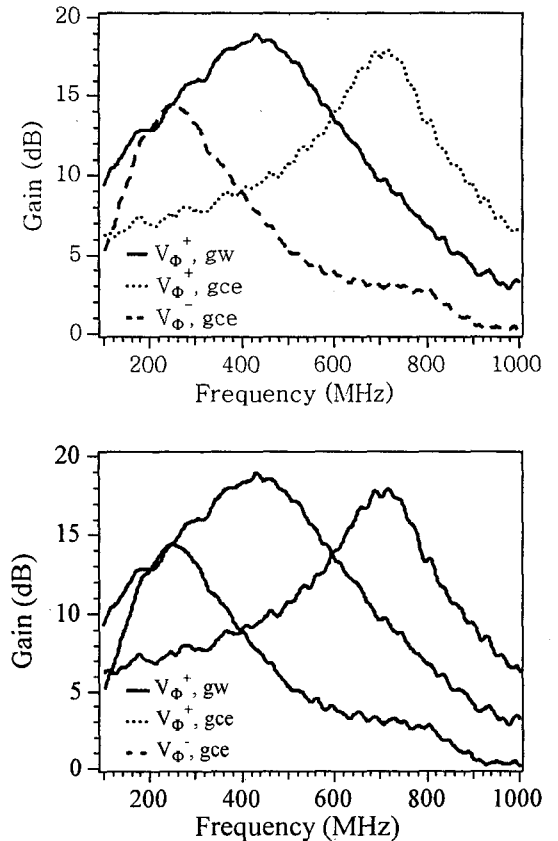 20
15
10
5
0
Gain (dB)
V_Φ^+, gw
V_Φ^+, gce
V_Φ^-, gce
200 400 600 800 1000
Frequency (MHz)
20
15
10
5
0
Gain (dB)
V_Φ^+, gw
V_Φ^+, gce
V_Φ^-, gce
200 400 600 800 1000
Frequency (MHz)